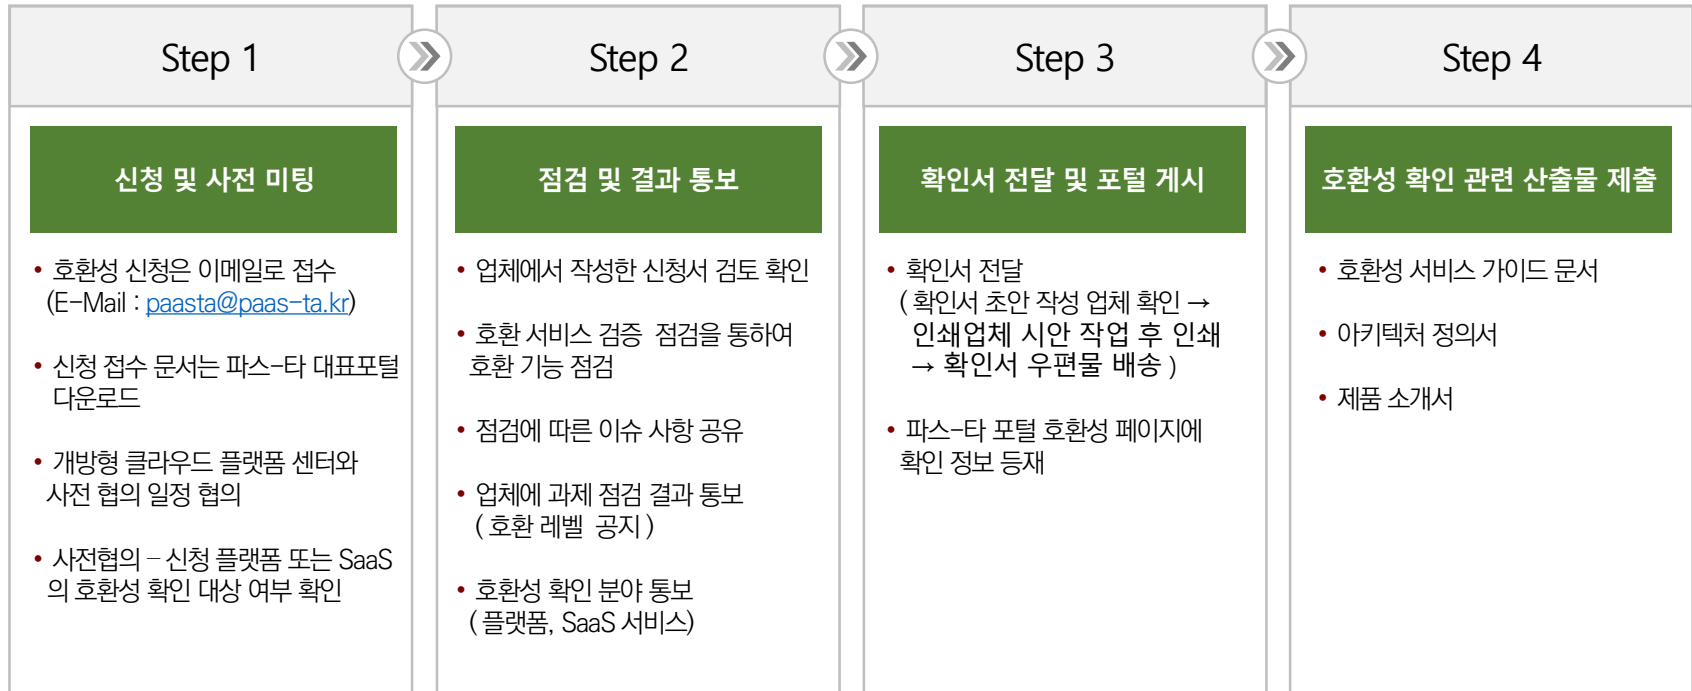 Step 1
신청 및 사전 미팅
• 호환성 신청은 이메일로 접수
(E-Mail : paasta@paas-ta.kr)
• 신청 접수 문서는 파스-타 대표포털
다운로드
• 개방형 클라우드 플랫폼 센터와
사전 협의 일정 협의
• 사전협의 – 신청 플랫폼 또는 SaaS
의 호환성 확인 대상 여부 확인
Step 2
점검 및 결과 통보
• 업체에서 작성한 신청서 검토 확인
• 호환 서비스 검증 점검을 통하여
호환 기능 점검
• 점검에 따른 이슈 사항 공유
• 업체에 과제 점검 결과 통보
( 호환 레벨 공지 )
• 호환성 확인 분야 통보
( 플랫폼, SaaS 서비스)
Step 3
확인서 전달 및 포털 게시
• 확인서 전달
( 확인서 초안 작성 업체 확인 →
인쇄업체 시안 작업 후 인쇄
→ 확인서 우편물 배송 )
• 파스-타 포털 호환성 페이지에
확인 정보 등재
Step 4
호환성 확인 관련 산출물 제출
• 호환성 서비스 가이드 문서
• 아키텍처 정의서
• 제품 소개서